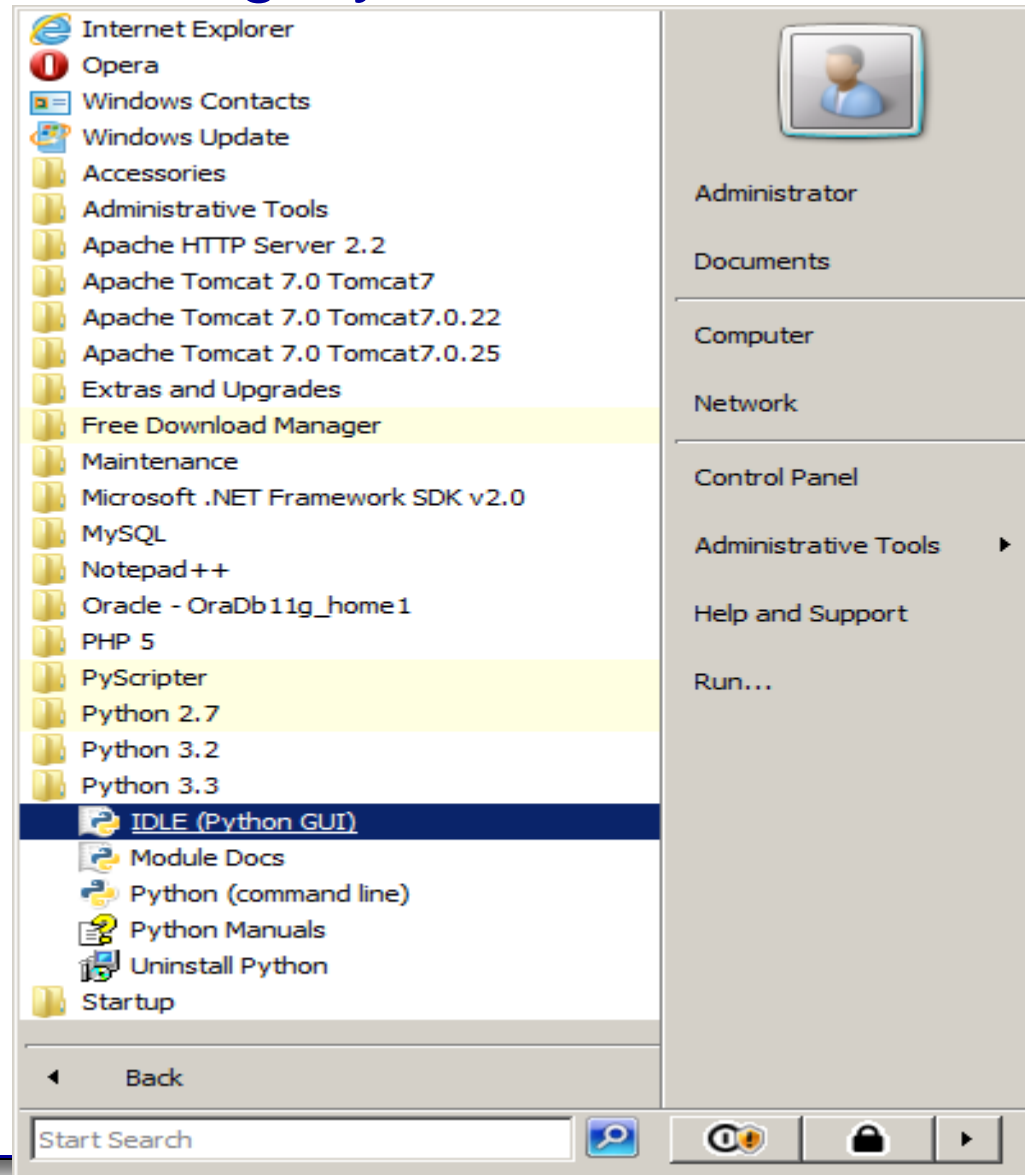 Internet Explorer
Opera
Windows Contacts
Windows Update
Accessories
Administrative Tools
Apache HTTP Server 2.2
Apache Tomcat 7.0 Tomcat7
Apache Tomcat 7.0 Tomcat7.0.22
Apache Tomcat 7.0 Tomcat7.0.25
Extras and Upgrades
Free Download Manager
Maintenance
Microsoft .NET Framework SDK v2.0
MySQL
Notepad++
Oracle - OraDb11g_home1
PHP 5
PyScripter
Python 2.7
Python 3.2
Python 3.3
IDLE (Python GUI)
Module Docs
Python (command line)
Python Manuals
Uninstall Python
Startup
Back
Start Search
Administrator
Documents
Computer
Network
Control Panel
Administrative Tools
Help and Support
Run...